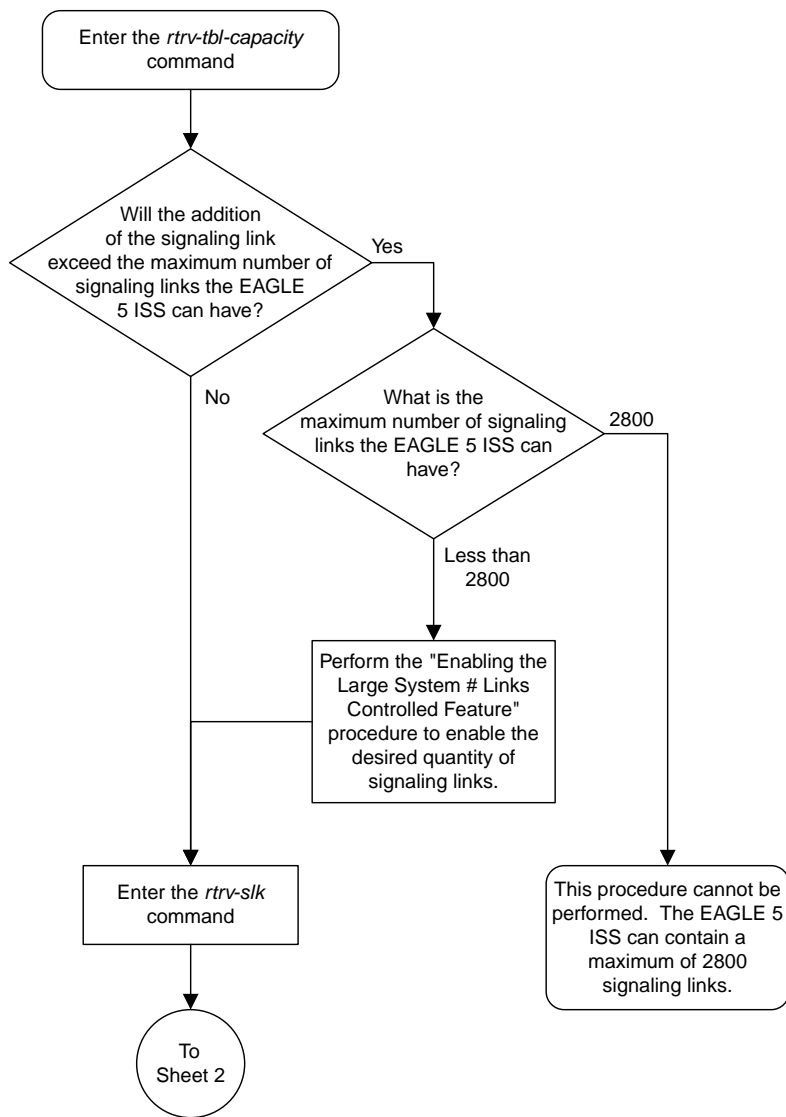 Enter the rtrv-tbl-capacity
command
Will the addition
of the signaling link
exceed the maximum number of
signaling links the EAGLE
5 ISS can have?
Yes
No
What is the
maximum number of signaling
links the EAGLE 5 ISS can
have?
2800
Less than
2800
Perform the "Enabling the
Large System # Links
Controlled Feature"
procedure to enable the
desired quantity of
signaling links.
Enter the rtrv-slk
command
This procedure cannot be
performed. The EAGLE 5
ISS can contain a
maximum of 2800
signaling links.
To
Sheet 2